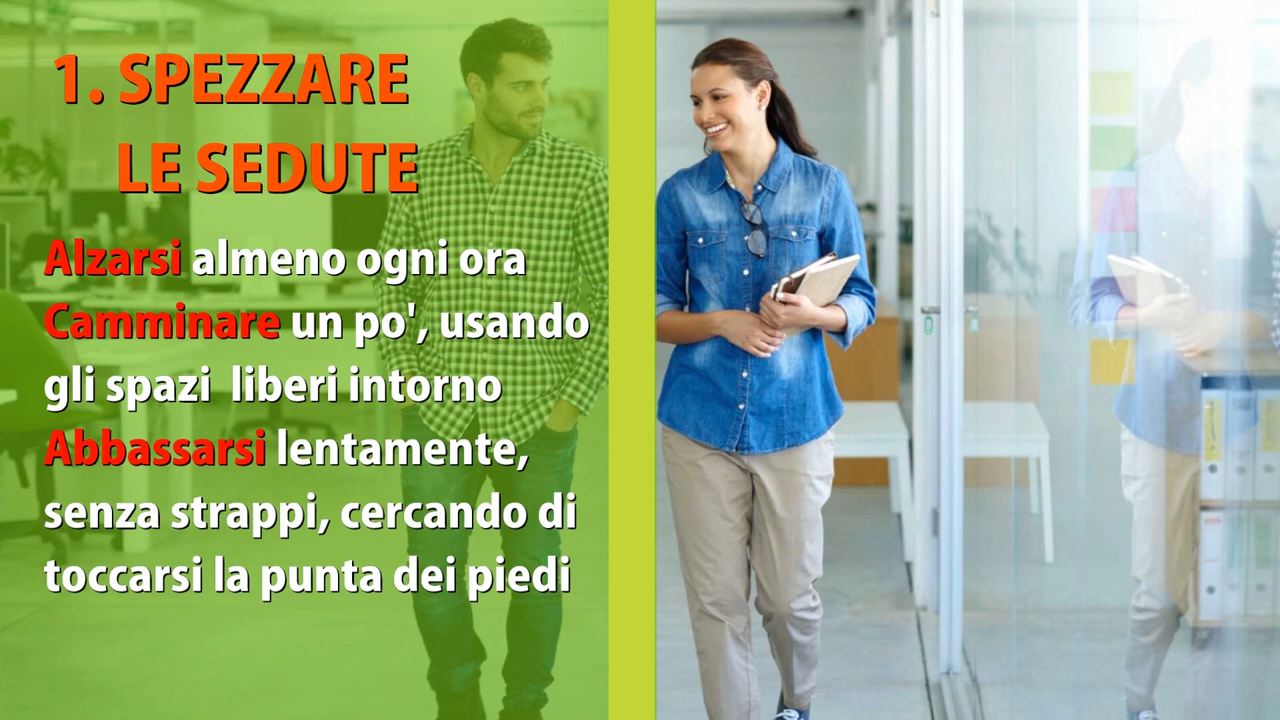 1. SPEZZARE
LE SEDUTE
Alzarsi almeno ogni ora
Camminare un po', usando
gli spazi liberi intorno
Abbassarsi lentamente,
senza strappi, cercando di
toccarsi la punta dei piedi